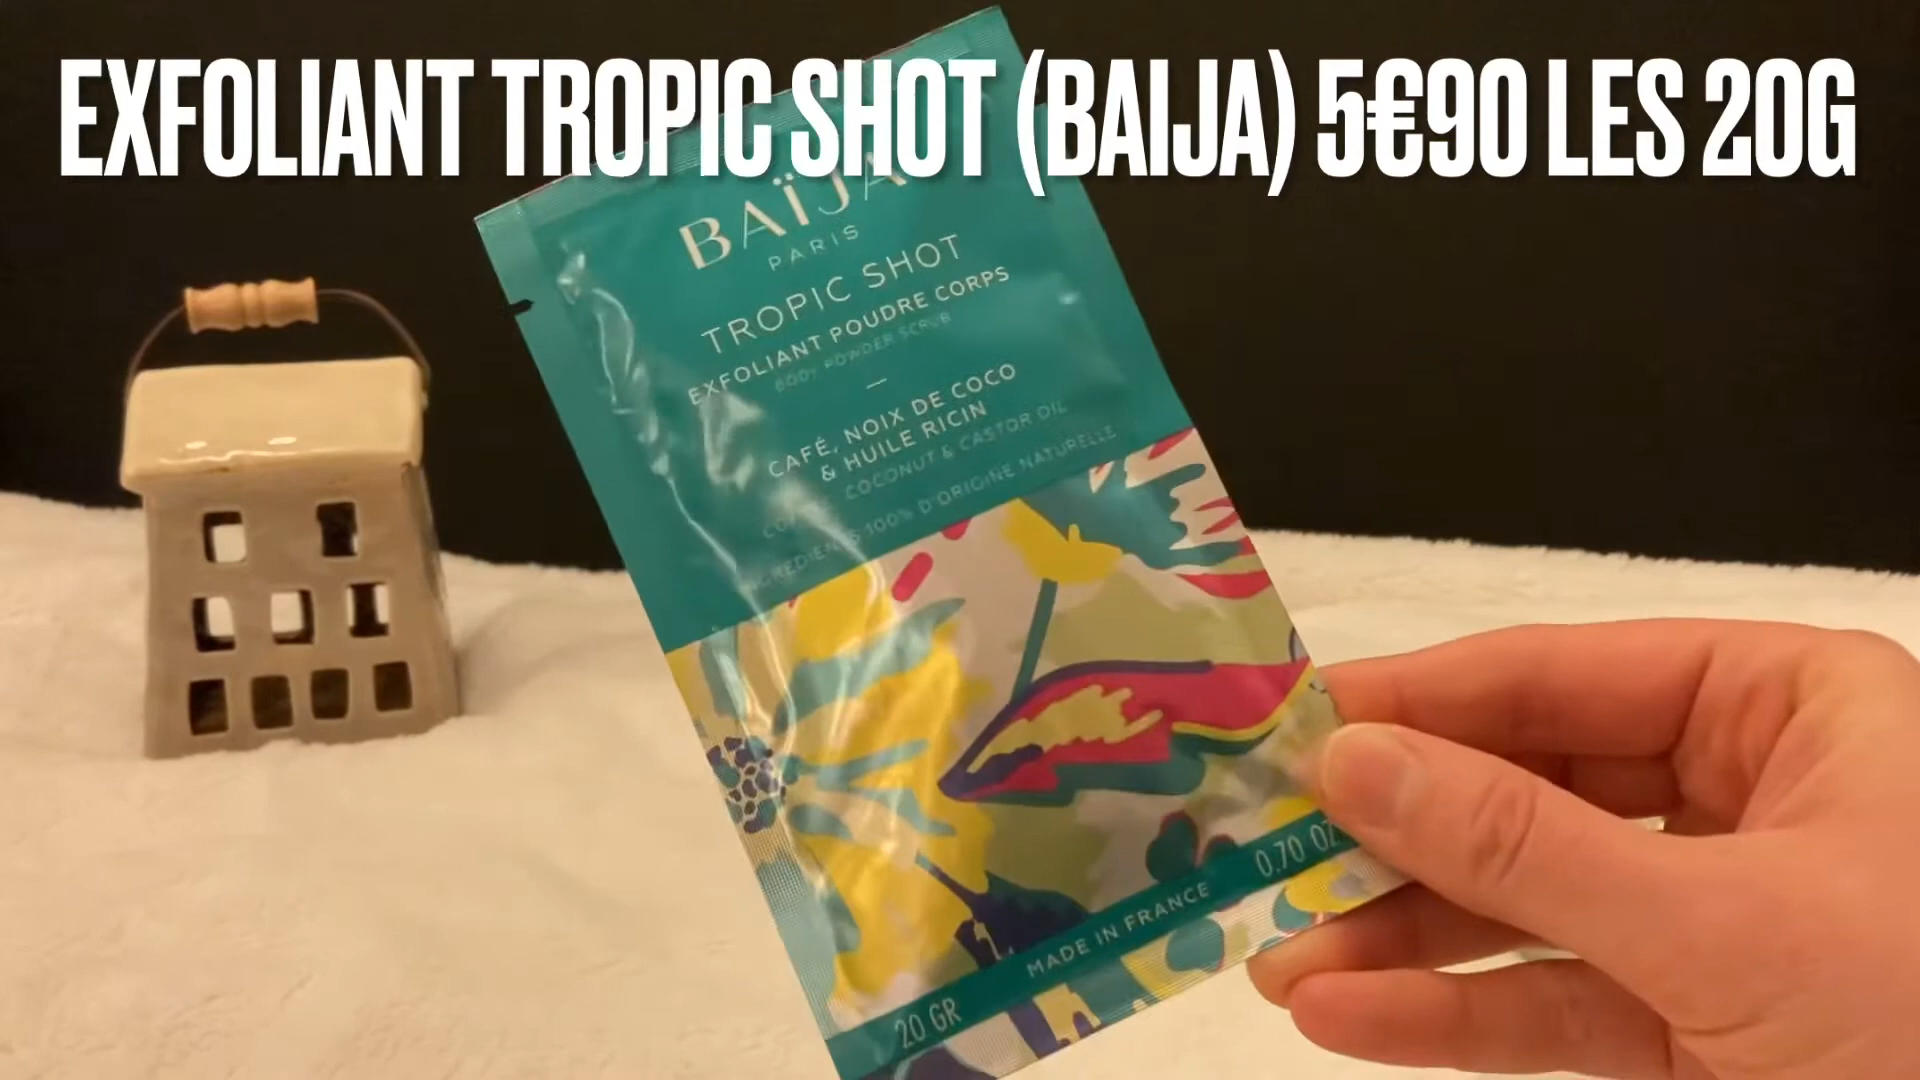 EXFOLIANT TROPIC SHOT (BAIJA) 5€90 LES 20G
BAÏJA
PARIS
TROPIC SHOT
EXFOLIANT POUDRE CORPS
BODY POWDER SCRUB
—
CAFÉ, NOIX DE COCO
& HUILE RICIN
COCONUT & CASTOR OIL
100% D'ORIGINE NATURELLE
20 GR
MADE IN FRANCE
0.70 OZ